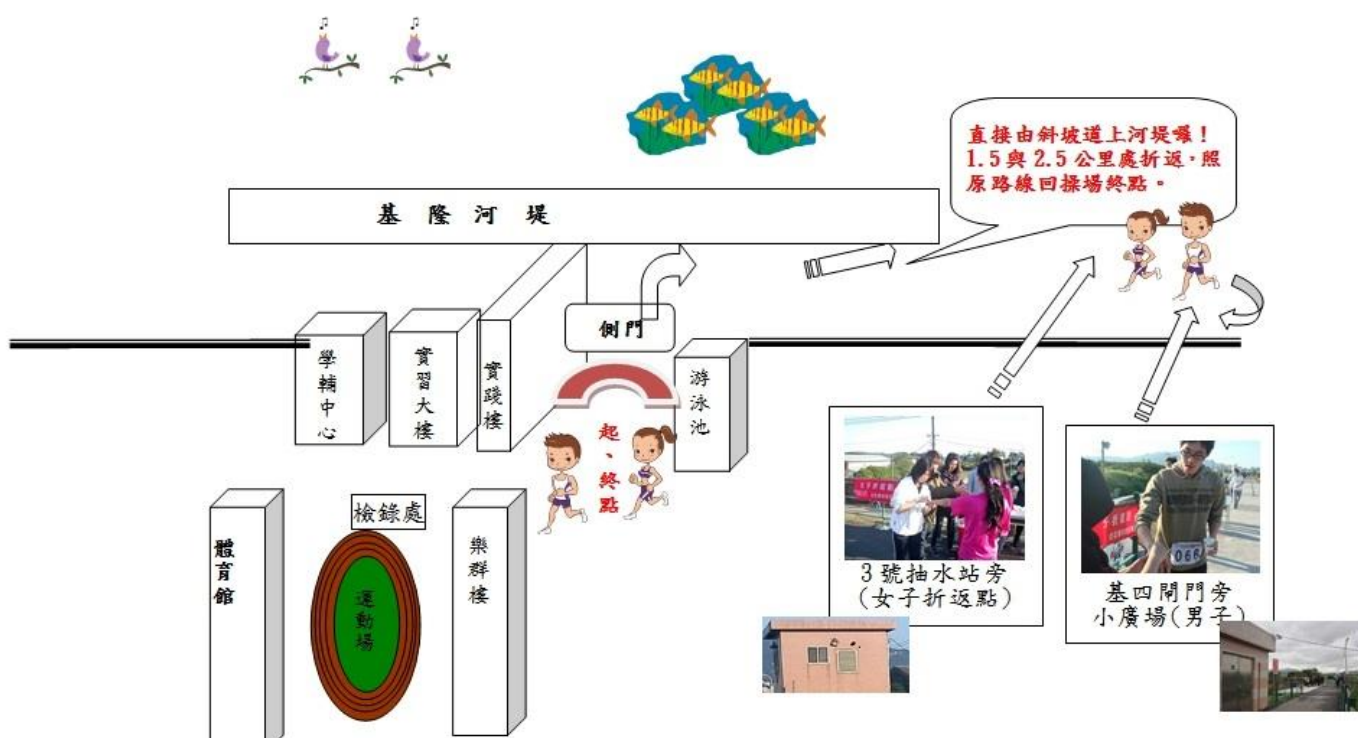 直接由斜坡道上河堤囉!
1.5與2.5公里處折返,照
原路線回操場終點。
基隆河堤
側門
學輔中心
實習大樓
實踐樓
游泳池
起、終點
檢錄處
體育館
運動場
樂群樓
066
3號抽水站旁
(女子折返點)
基四閘門旁
小廣場(男子)